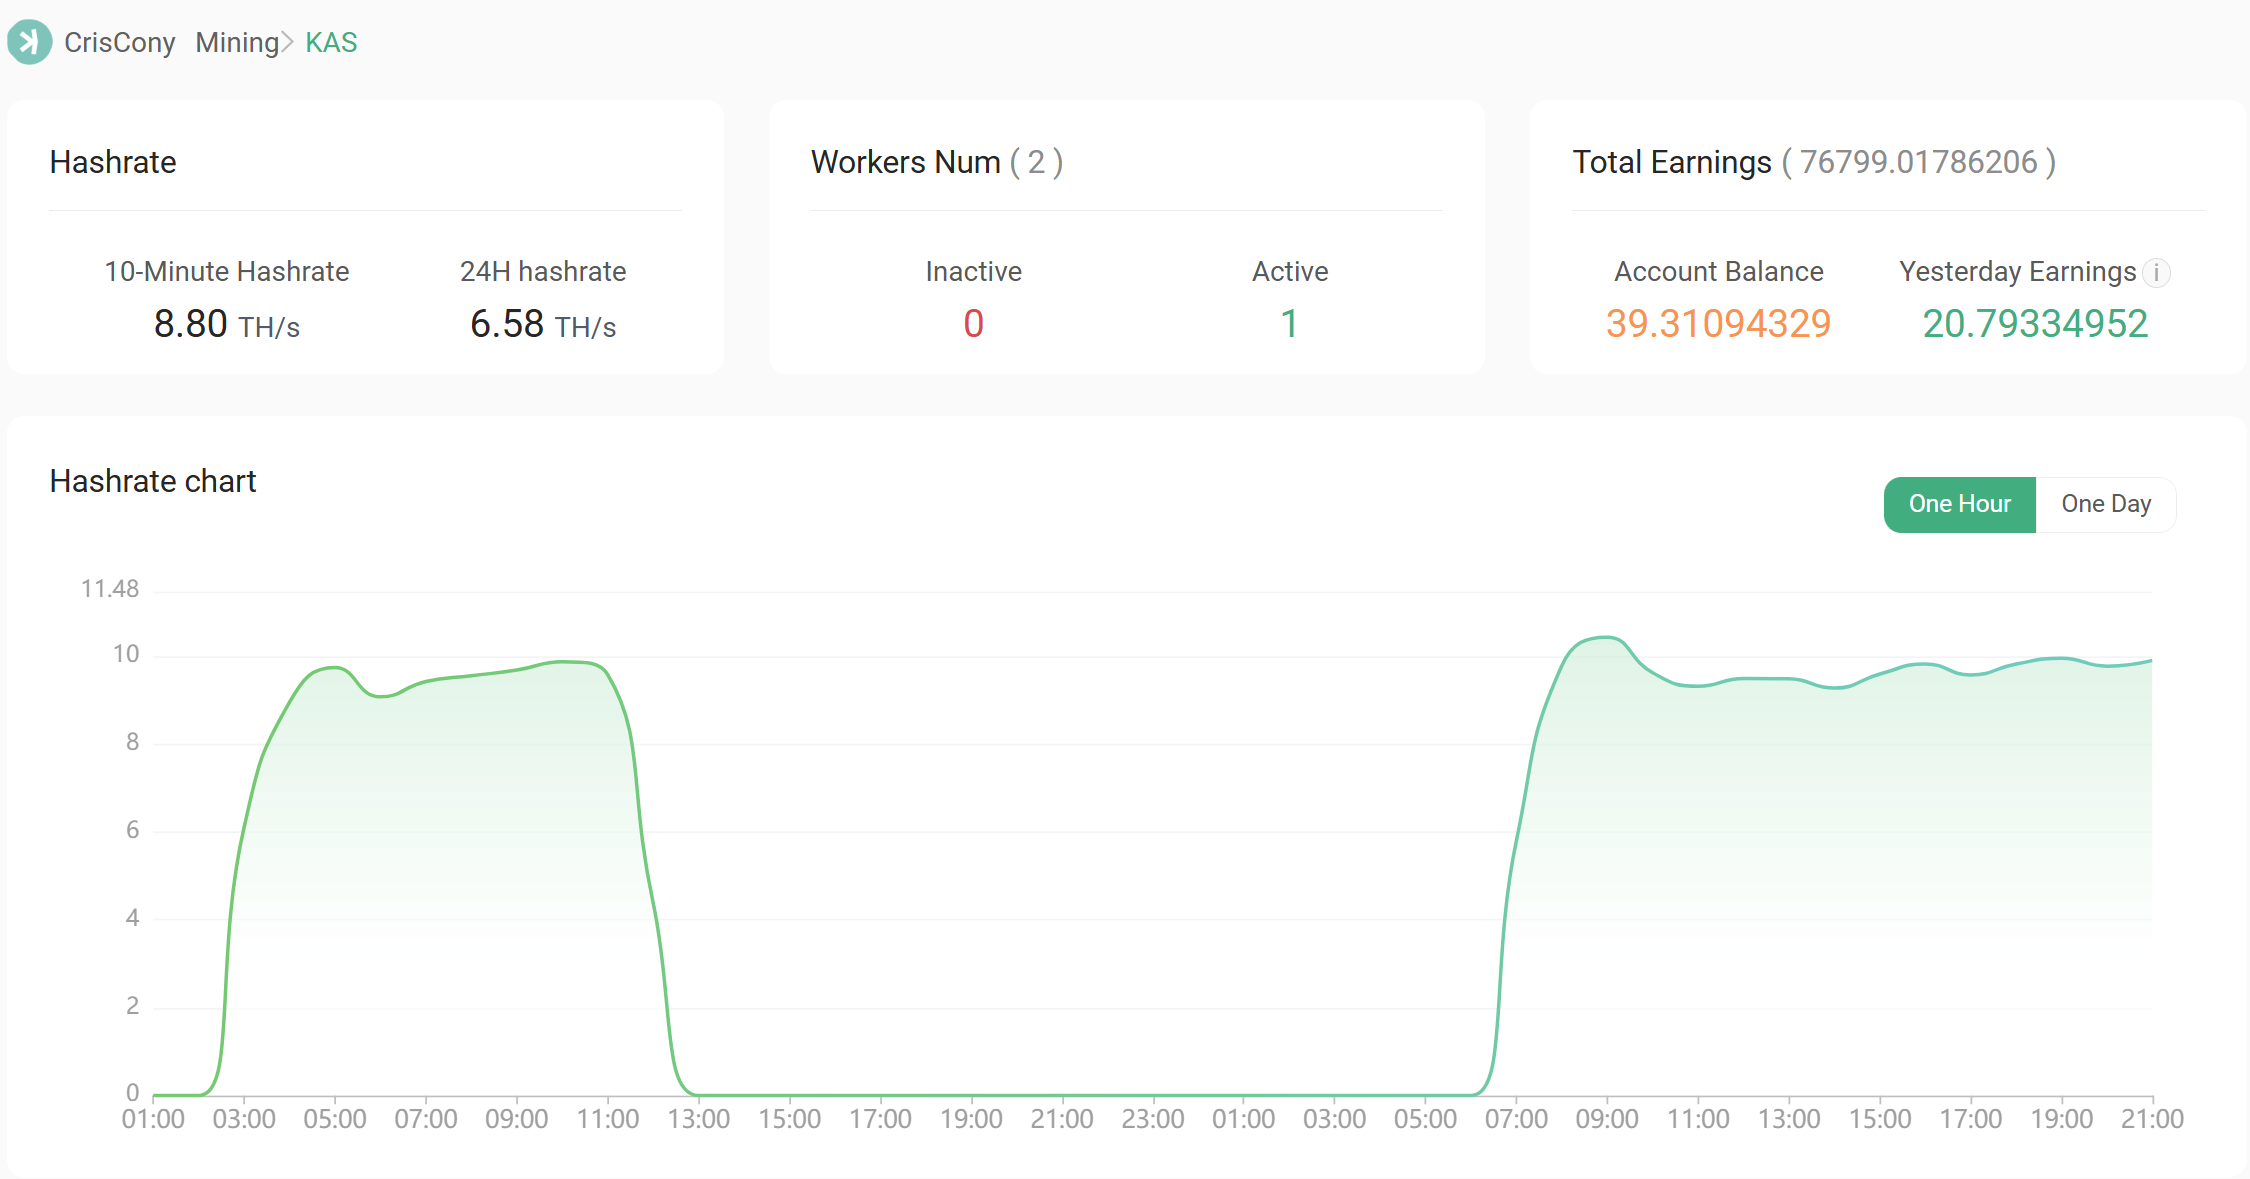 CrisCony Mining KAS
Hashrate
10-Minute Hashrate 24H hashrate
8.80 TH/s 6.58 TH/s
Workers Num ( 2 )
Inactive Active
0 1
Total Earnings ( 76799.01786206 )
Account Balance Yesterday Earnings i
39.31094329 20.79334952
Hashrate chart
One Hour One Day
11.48
10
8
6
4
2
0
01:00 03:00 05:00 07:00 09:00 11:00 13:00 15:00 17:00 19:00 21:00 23:00 01:00 03:00 05:00 07:00 09:00 11:00 13:00 15:00 17:00 19:00 21:00